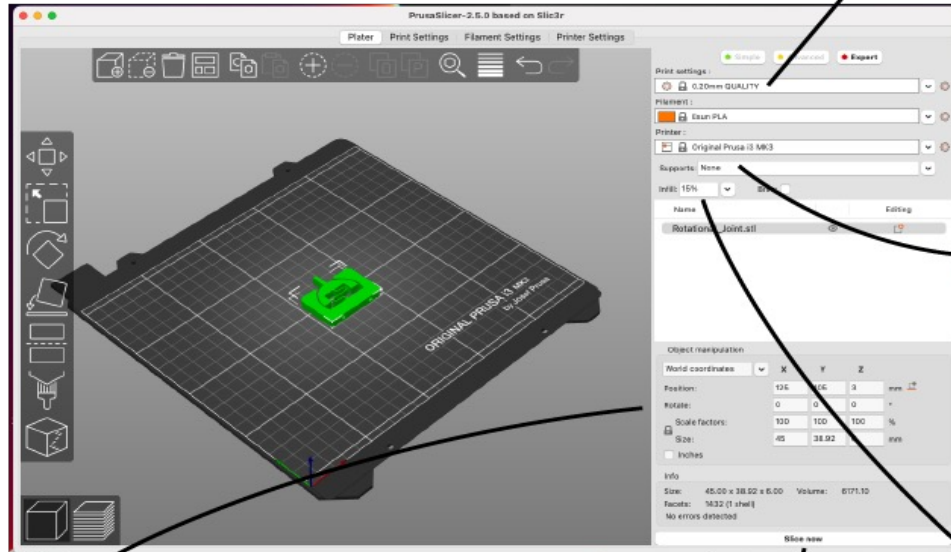 PrusaSlicer-2.5.0 based on Slic3r
Plater Print Settings Filament Settings Printer Settings
Simple Advanced Expert
Print settings :
0.20mm QUALITY
Filament :
Esun PLA
Printer :
Original Prusa i3 MK3
Supports: None
Infill: 15%
Name Editing
Rotational_Joint.stl
ORIGINAL PRUSA i3 MK3
by Josef Prusa
Object manipulation
World coordinates X Y Z
Position: 125 105 3 mm
Rotate: 0 0 0 °
Scale factors: 100 100 100 %
Size: 45 38.92 mm
Inches
Info
Size: 45.00 x 38.92 x 6.00 Volume: 6171.10
Facets: 1432 (1 shell)
No errors detected
Slice now